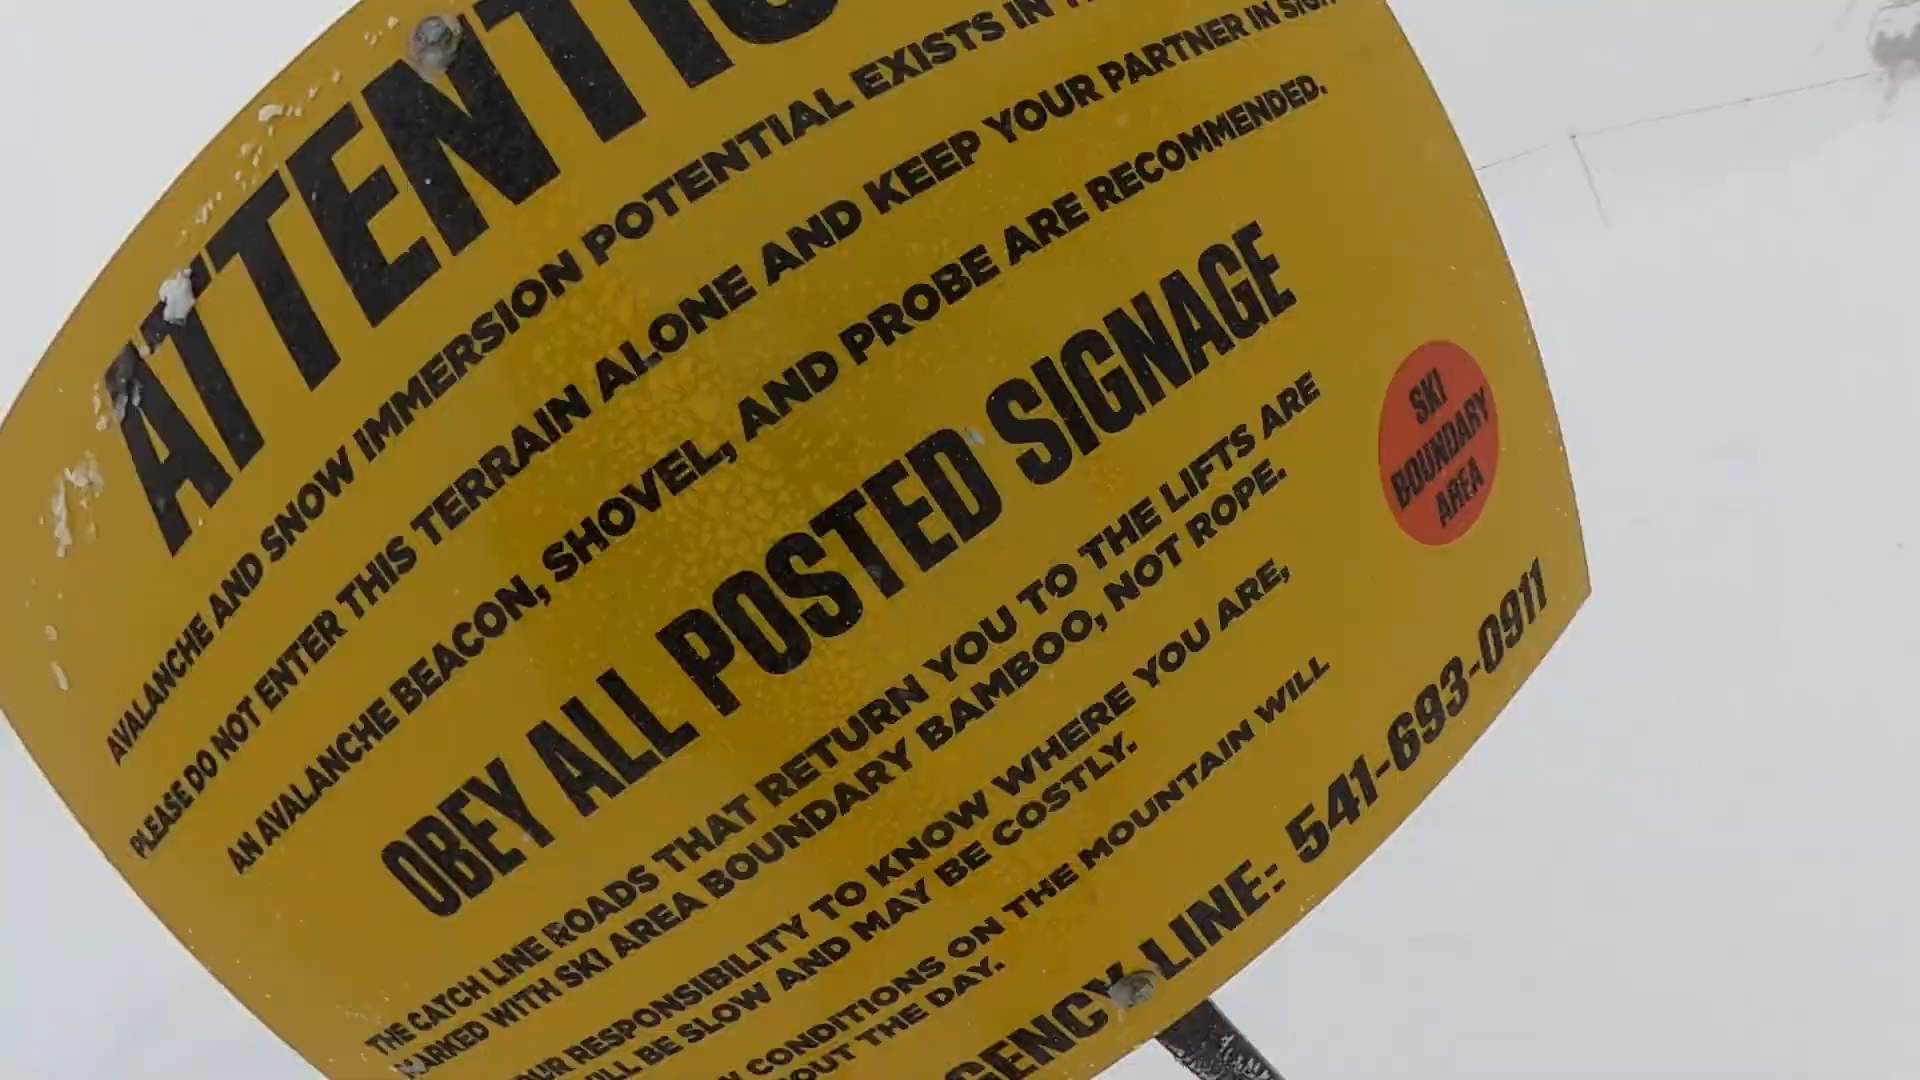 ATTENTIO
AVALANCHE AND SNOW IMMERSION POTENTIAL EXISTS IN
PLEASE DO NOT ENTER THIS TERRAIN ALONE AND KEEP YOUR PARTNER IN SIGH
AN AVALANCHE BEACON, SHOVEL, AND PROBE ARE RECOMMENDED.
OBEY ALL POSTED SIGNAGE
THE CATCH LINE ROADS THAT RETURN YOU TO THE LIFTS ARE
MARKED WITH SKI AREA BOUNDARY BAMBOO, NOT ROPE.
SKI
BOUNDARY
AREA
OUR RESPONSIBILITY TO KNOW WHERE YOU ARE,
ILL BE SLOW AND MAY BE COSTLY.
CONDITIONS ON THE MOUNTAIN WILL
OUT THE DAY.
GENCY LINE: 541-693-0911